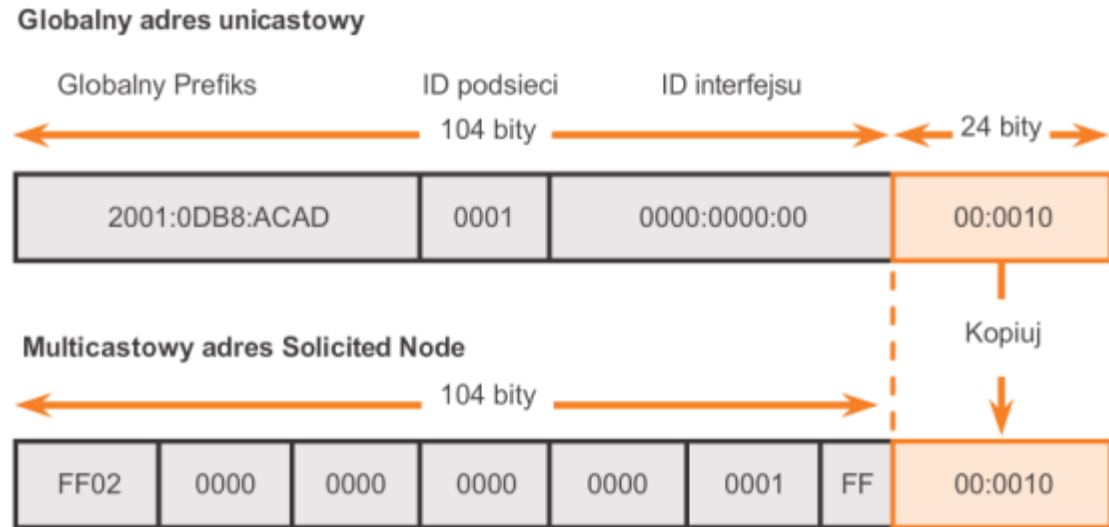 Globalny adres unicastowy
Globalny Prefiks ID podsieci ID interfejsu
104 bity 24 bity
2001:0DB8:ACAD 0001 0000:0000:00 00:0010
Kopiuj
Multicastowy adres Solicited Node
104 bity
FF02 0000 0000 0000 0000 0001 FF 00:0010